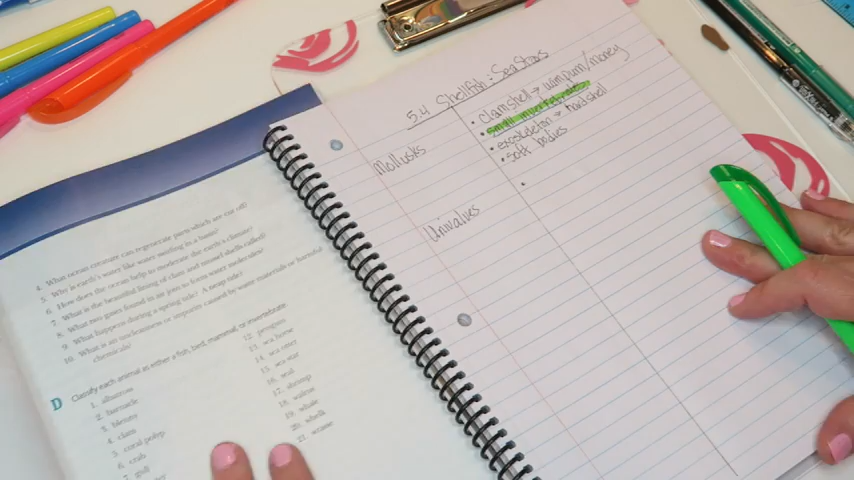 4. What ocean creature can regenerate parts which are cut off?
5. Why is earth's water like water moving in a basin?
6. How does the ocean help to moderate the earth's climate?
7. What is the beautiful lining of clam and mussel shells called?
8. What two gases found in air join to form water molecules?
9. What happens during a spring tide? A neap tide?
10. What is an uncleanness or impurity caused by water materials or harmful chemicals?
D Classify each animal as either a fish, bird, mammal, or invertebrate
1. albatross
2. barnacle
3. blenny
4. clam
5. coral polyp
6. crab
7. gull
12. penguin
13. sea horse
14. sea otter
15. sea star
16. seal
17. shrimp
18. walrus
19. whale
20. whelk
21. wrasse
5.4 Shellfish: Sea Stars
Mollusks
• clamshell → wampum/money
• small invertebrates
• exoskeleton → hard shell
• soft bodies
Univalves
•